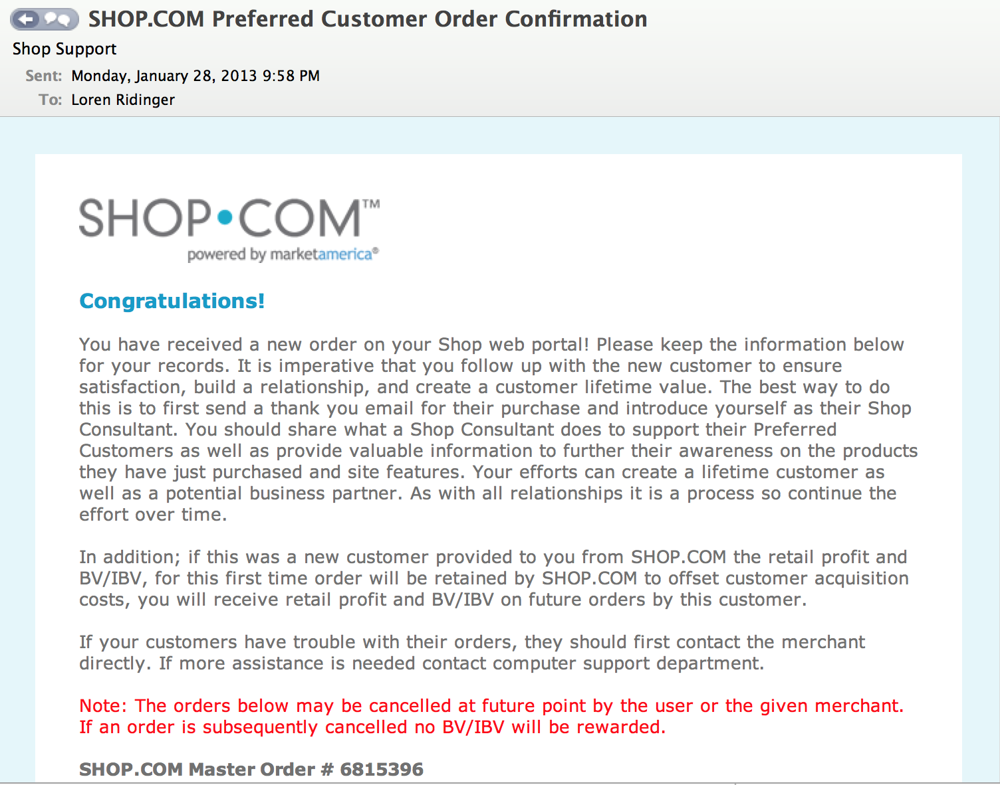 SHOP.COM Preferred Customer Order Confirmation
Shop Support
Sent: Monday, January 28, 2013 9:58 PM
To: Loren Ridinger
SHOP•COM™
powered by marketamerica®
Congratulations!
You have received a new order on your Shop web portal! Please keep the information below
for your records. It is imperative that you follow up with the new customer to ensure
satisfaction, build a relationship, and create a customer lifetime value. The best way to do
this is to first send a thank you email for their purchase and introduce yourself as their Shop
Consultant. You should share what a Shop Consultant does to support their Preferred
Customers as well as provide valuable information to further their awareness on the products
they have just purchased and site features. Your efforts can create a lifetime customer as
well as a potential business partner. As with all relationships it is a process so continue the
effort over time.
In addition; if this was a new customer provided to you from SHOP.COM the retail profit and
BV/IBV, for this first time order will be retained by SHOP.COM to offset customer acquisition
costs, you will receive retail profit and BV/IBV on future orders by this customer.
If your customers have trouble with their orders, they should first contact the merchant
directly. If more assistance is needed contact computer support department.
Note: The orders below may be cancelled at future point by the user or the given merchant.
If an order is subsequently cancelled no BV/IBV will be rewarded.
SHOP.COM Master Order # 6815396